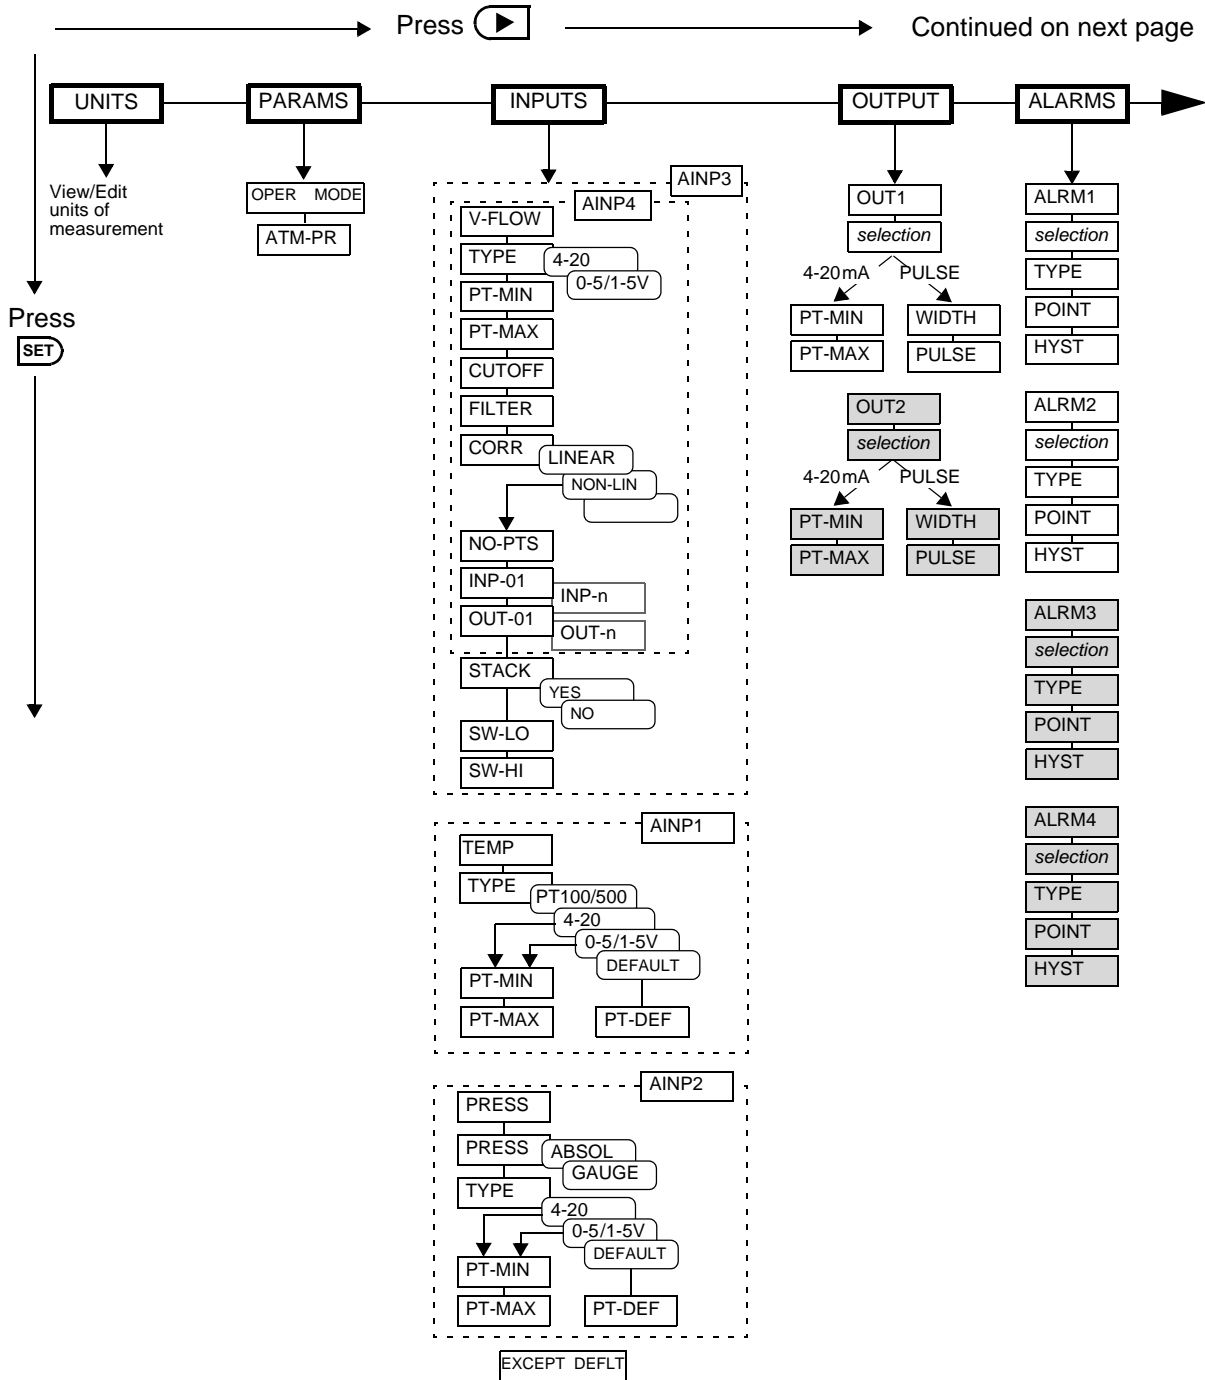 Press
Continued on next page
UNITS
PARAMS
INPUTS
OUTPUT
ALARMS
View/Edit
units of
measurement
Press
SET
OPER MODE
ATM-PR
AINP3
AINP4
V-FLOW
TYPE
4-20
0-5/1-5V
PT-MIN
PT-MAX
CUTOFF
FILTER
CORR
LINEAR
NON-LIN
NO-PTS
INP-01
INP-n
OUT-01
OUT-n
STACK
YES
NO
SW-LO
SW-HI
AINP1
TEMP
TYPE
PT100/500
4-20
0-5/1-5V
DEFAULT
PT-MIN
PT-MAX
PT-DEF
AINP2
PRESS
PRESS
ABSOL
GAUGE
TYPE
4-20
0-5/1-5V
DEFAULT
PT-MIN
PT-MAX
PT-DEF
EXCEPT DEFLT
OUT1
selection
4-20mA PULSE
PT-MIN
WIDTH
PT-MAX
PULSE
OUT2
selection
4-20mA PULSE
PT-MIN
WIDTH
PT-MAX
PULSE
ALRM1
selection
TYPE
POINT
HYST
ALRM2
selection
TYPE
POINT
HYST
ALRM3
selection
TYPE
POINT
HYST
ALRM4
selection
TYPE
POINT
HYST